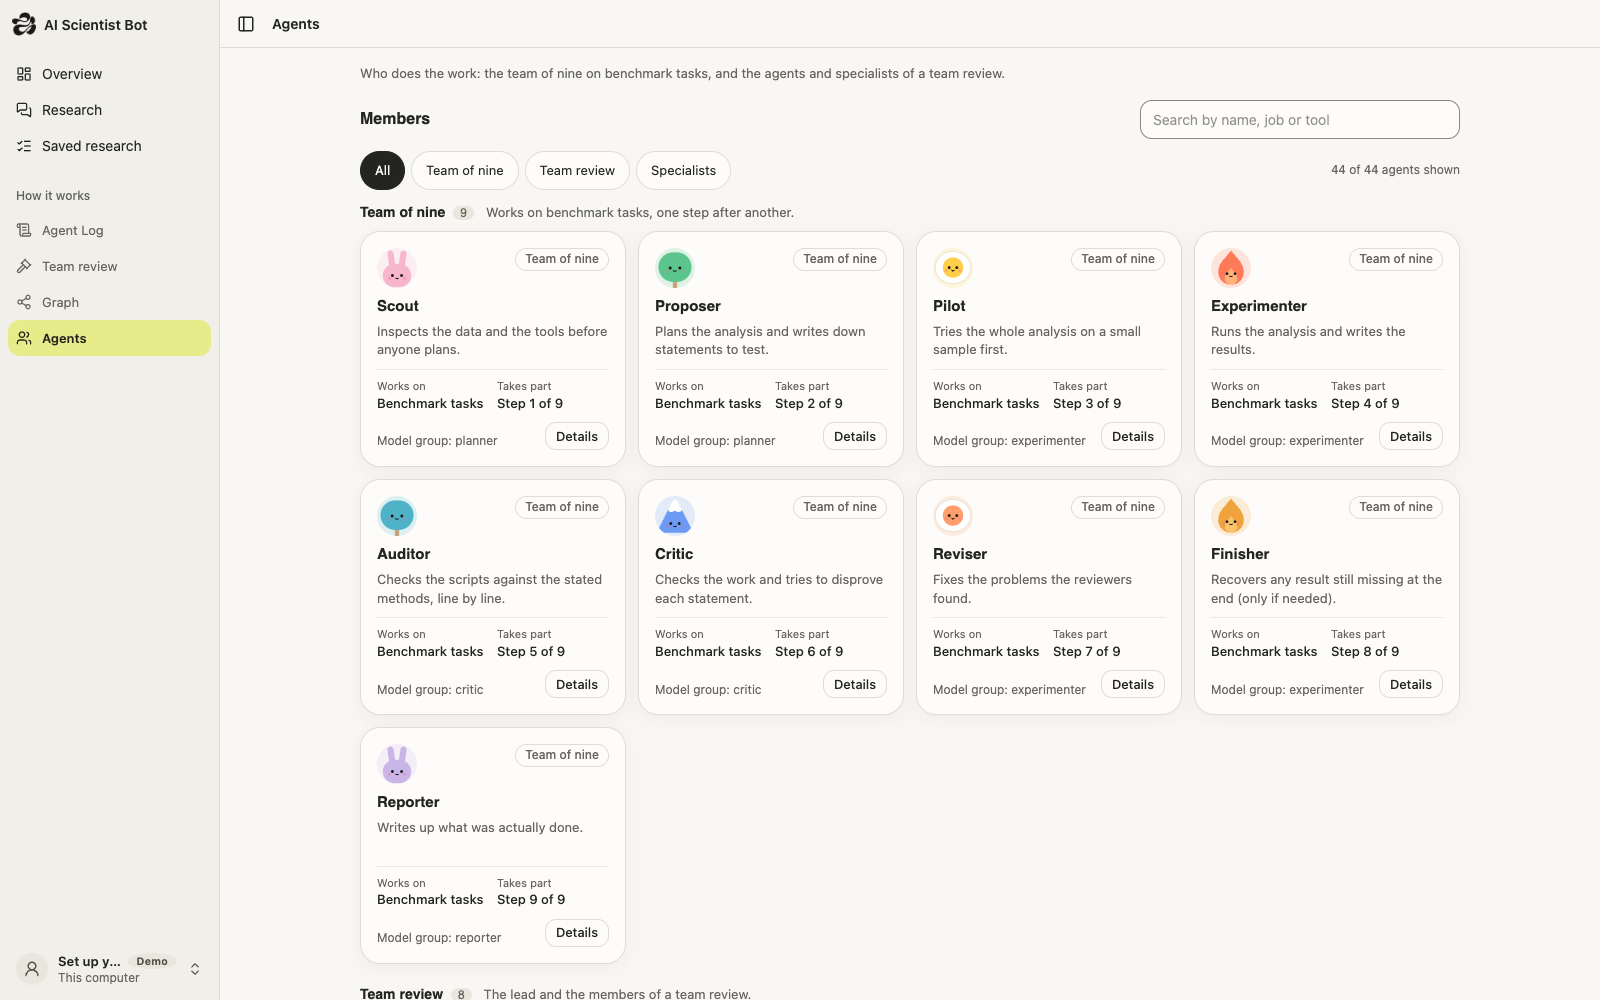 AI Scientist Bot
Overview
Research
Saved research
How it works
Agent Log
Team review
Graph
Agents
Set up y... Demo
This computer
Agents
Who does the work: the team of nine on benchmark tasks, and the agents and specialists of a team review.
Members
Search by name, job or tool
All Team of nine Team review Specialists
44 of 44 agents shown
Team of nine 9 Works on benchmark tasks, one step after another.
Team of nine
Scout
Inspects the data and the tools before
anyone plans.
Works on Takes part
Benchmark tasks Step 1 of 9
Model group: planner Details
Team of nine
Proposer
Plans the analysis and writes down
statements to test.
Works on Takes part
Benchmark tasks Step 2 of 9
Model group: planner Details
Team of nine
Pilot
Tries the whole analysis on a small
sample first.
Works on Takes part
Benchmark tasks Step 3 of 9
Model group: experimenter Details
Team of nine
Experimenter
Runs the analysis and writes the
results.
Works on Takes part
Benchmark tasks Step 4 of 9
Model group: experimenter Details
Team of nine
Auditor
Checks the scripts against the stated
methods, line by line.
Works on Takes part
Benchmark tasks Step 5 of 9
Model group: critic Details
Team of nine
Critic
Checks the work and tries to disprove
each statement.
Works on Takes part
Benchmark tasks Step 6 of 9
Model group: critic Details
Team of nine
Reviser
Fixes the problems the reviewers
found.
Works on Takes part
Benchmark tasks Step 7 of 9
Model group: experimenter Details
Team of nine
Finisher
Recovers any result still missing at the
end (only if needed).
Works on Takes part
Benchmark tasks Step 8 of 9
Model group: experimenter Details
Team of nine
Reporter
Writes up what was actually done.
Works on Takes part
Benchmark tasks Step 9 of 9
Model group: reporter Details
Team review 8 The lead and the members of a team review.